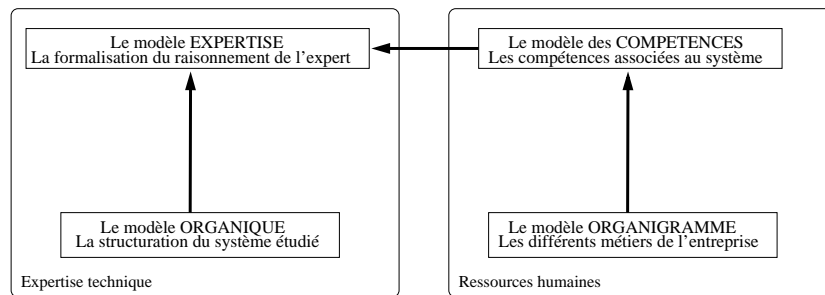 Le modèle EXPERTISE
La formalisation du raisonnement de l'expert
Le modèle des COMPETENCES
Les compétences associées au système
Le modèle ORGANIQUE
La structuration du système étudié
Le modèle ORGANIGRAMME
Les différents métiers de l'entreprise
Expertise technique
Ressources humaines